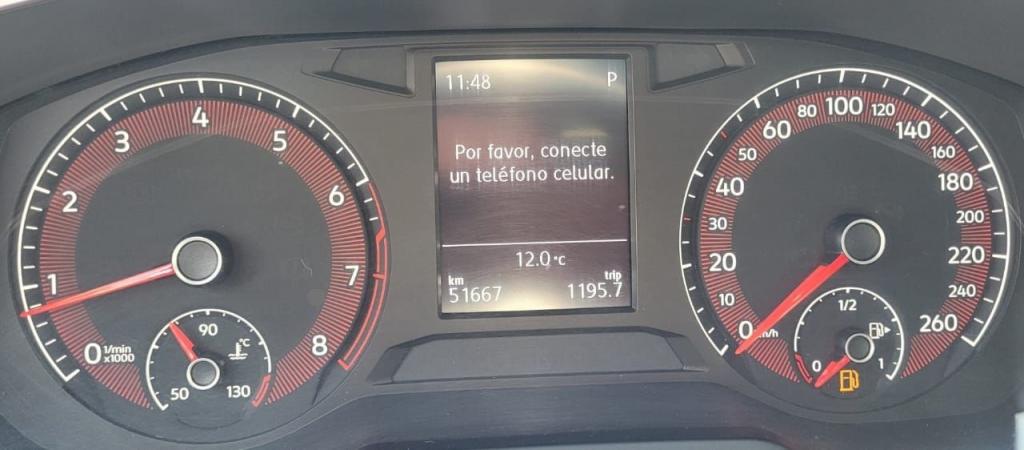 11:48 P
Por favor, conecte
un teléfono celular.
12.0 °c
km trip
51667 1195.7
0 1 2 3 4 5 6 7 8
1/min
x1000
50 90 130
°C
0 10 20 30 40 50 60 80 100 120 140 160 180 200 220 240 260
km/h
0 1/2 1